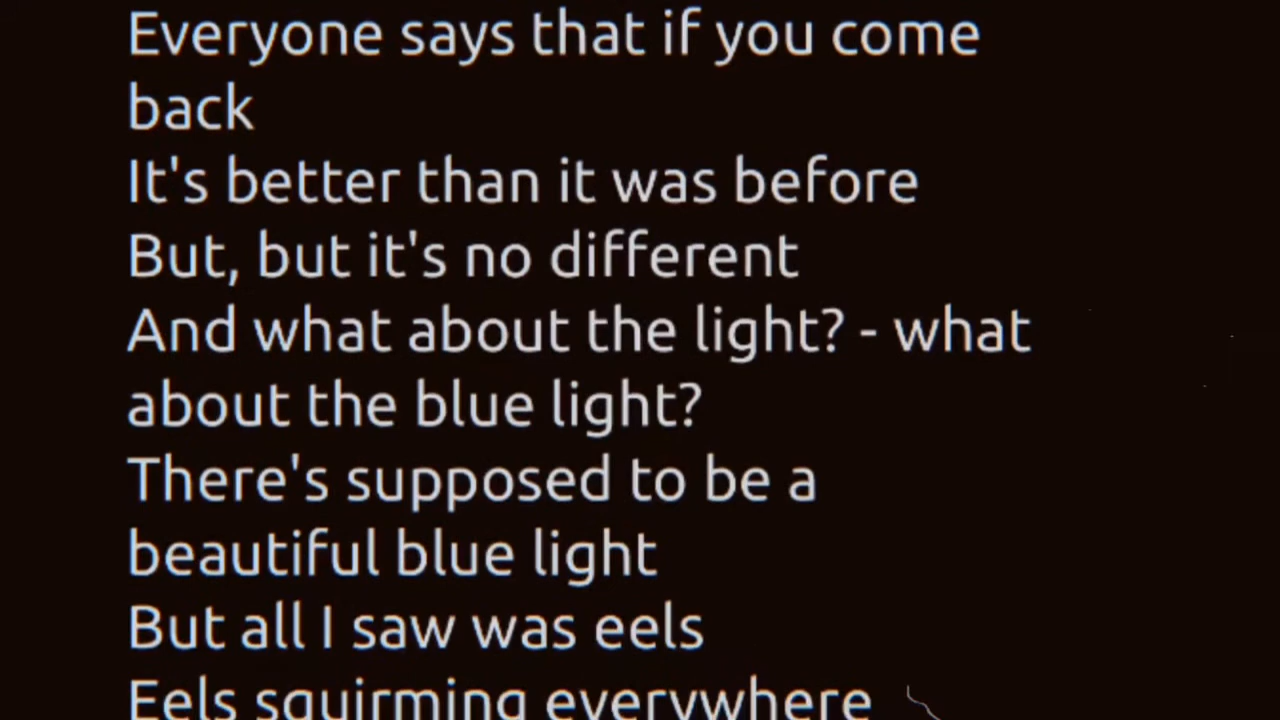 Everyone says that if you come
back
It's better than it was before
But, but it's no different
And what about the light? - what
about the blue light?
There's supposed to be a
beautiful blue light
But all I saw was eels
Eels squirming everywhere